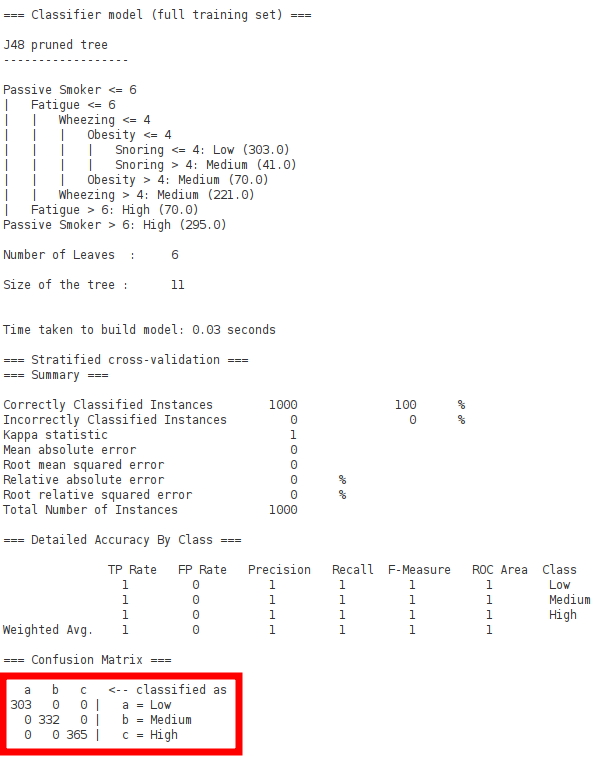 === Classifier model (full training set) ===
J48 pruned tree
------------------
Passive Smoker <= 6
|   Fatigue <= 6
|   |   Wheezing <= 4
|   |   |   Obesity <= 4
|   |   |   |   Snoring <= 4: Low (303.0)
|   |   |   |   Snoring > 4: Medium (41.0)
|   |   |   Obesity > 4: Medium (70.0)
|   |   Wheezing > 4: Medium (221.0)
|   Fatigue > 6: High (70.0)
Passive Smoker > 6: High (295.0)
Number of Leaves  :     6
Size of the tree :      11
Time taken to build model: 0.03 seconds
=== Stratified cross-validation ===
=== Summary ===
Correctly Classified Instances        1000              100      %
Incorrectly Classified Instances         0                0      %
Kappa statistic                          1
Mean absolute error                      0
Root mean squared error                  0
Relative absolute error                  0      %
Root relative squared error              0      %
Total Number of Instances             1000
=== Detailed Accuracy By Class ===
               TP Rate   FP Rate   Precision   Recall  F-Measure   ROC Area  Class
                 1         0          1         1         1          1        Low
                 1         0          1         1         1          1        Medium
                 1         0          1         1         1          1        High
Weighted Avg.    1         0          1         1         1          1
=== Confusion Matrix ===
   a   b   c   <-- classified as
 303   0   0 |   a = Low
   0 332   0 |   b = Medium
   0   0 365 |   c = High